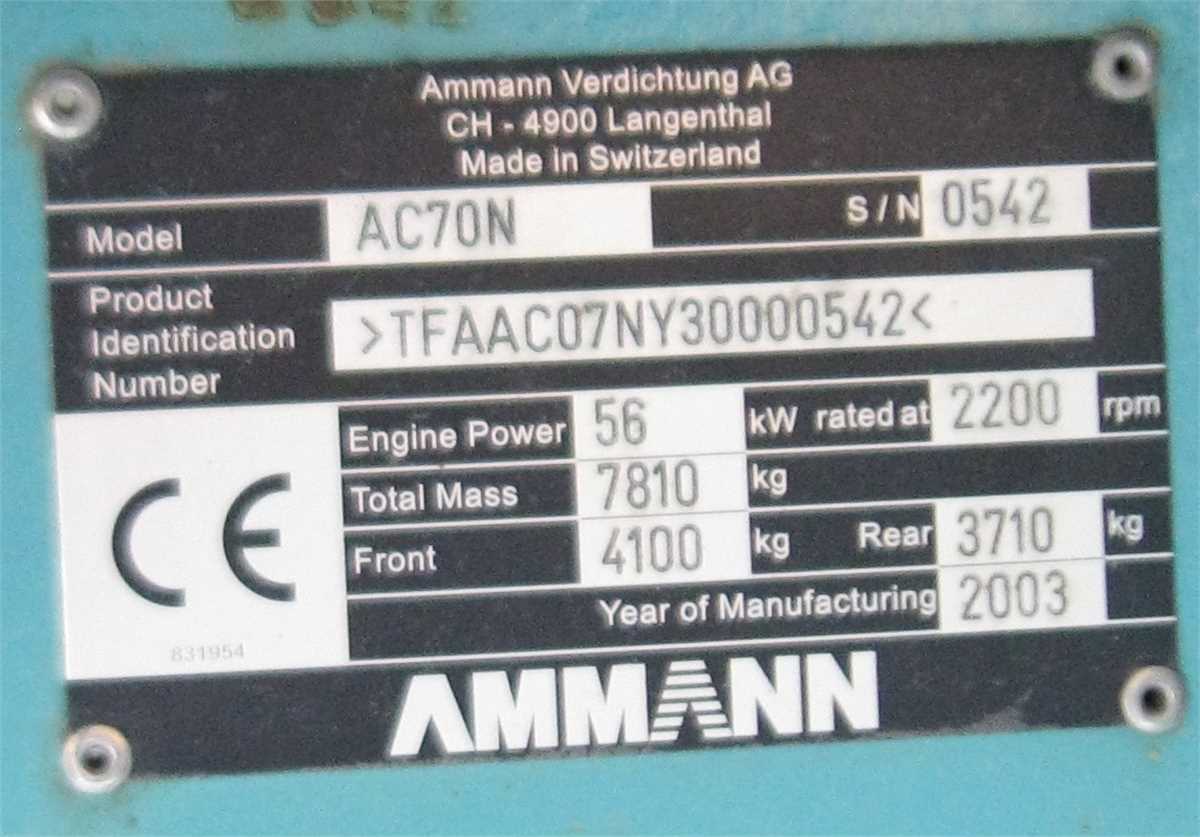 Ammann Verdichtung AG
CH - 4900 Langenthal
Made in Switzerland
Model AC70N S/N 0542
Product
Identification >TFAAC07NY30000542<
Number
Engine Power 56 kW rated at 2200 rpm
Total Mass 7810 kg
Front 4100 kg Rear 3710 kg
Year of Manufacturing 2003
CE
831954
AMMANN